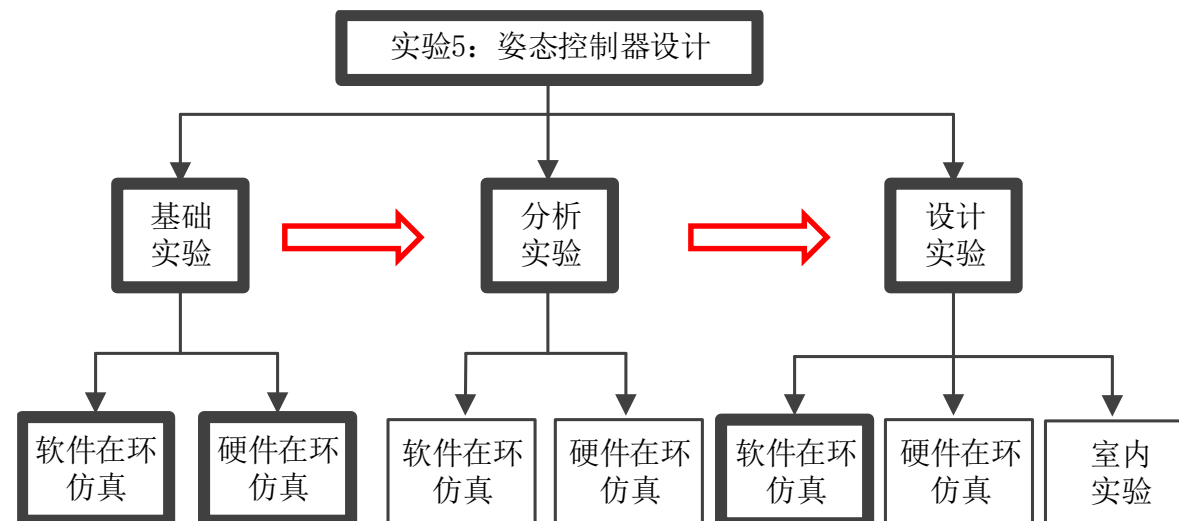 实验5：姿态控制器设计
基础
实验
分析
实验
设计
实验
软件在环
仿真
硬件在环
仿真
软件在环
仿真
硬件在环
仿真
软件在环
仿真
硬件在环
仿真
室内
实验